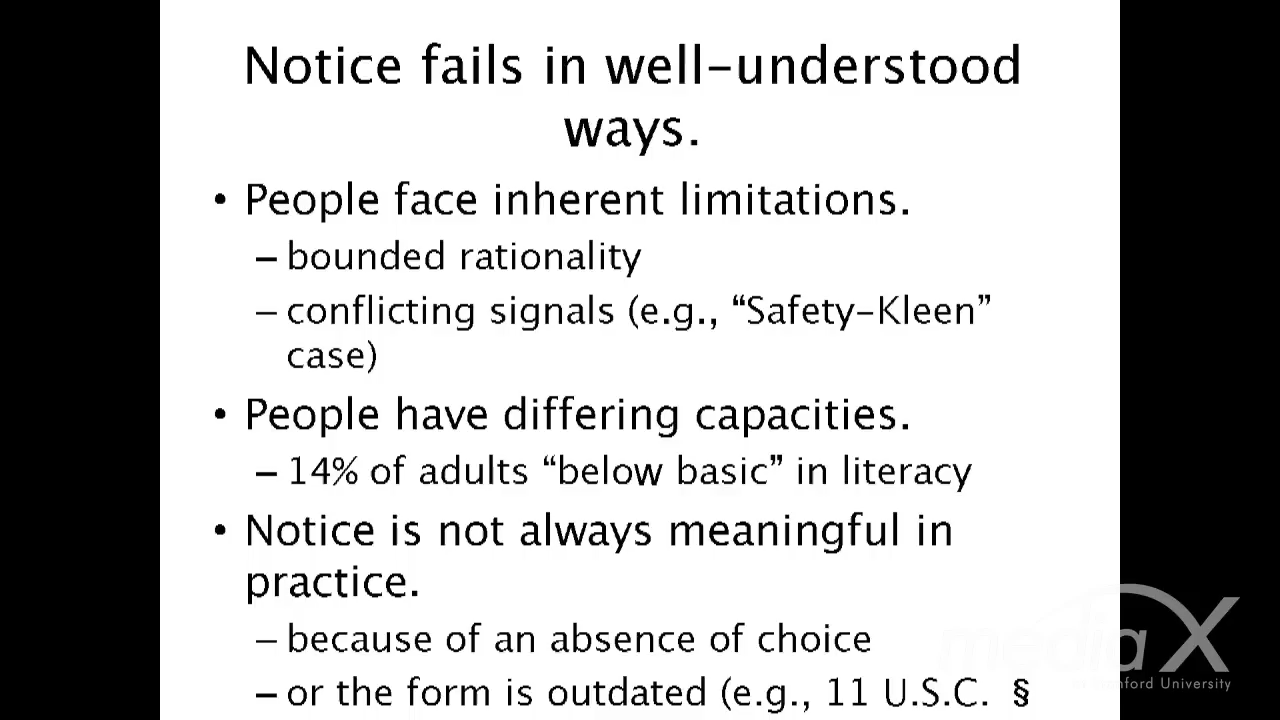 Notice fails in well-understood
ways.
• People face inherent limitations.
– bounded rationality
– conflicting signals (e.g., “Safety-Kleen”
case)
• People have differing capacities.
– 14% of adults “below basic” in literacy
• Notice is not always meaningful in
practice.
– because of an absence of choice
– or the form is outdated (e.g., 11 U.S.C. §
media X
Stanford University